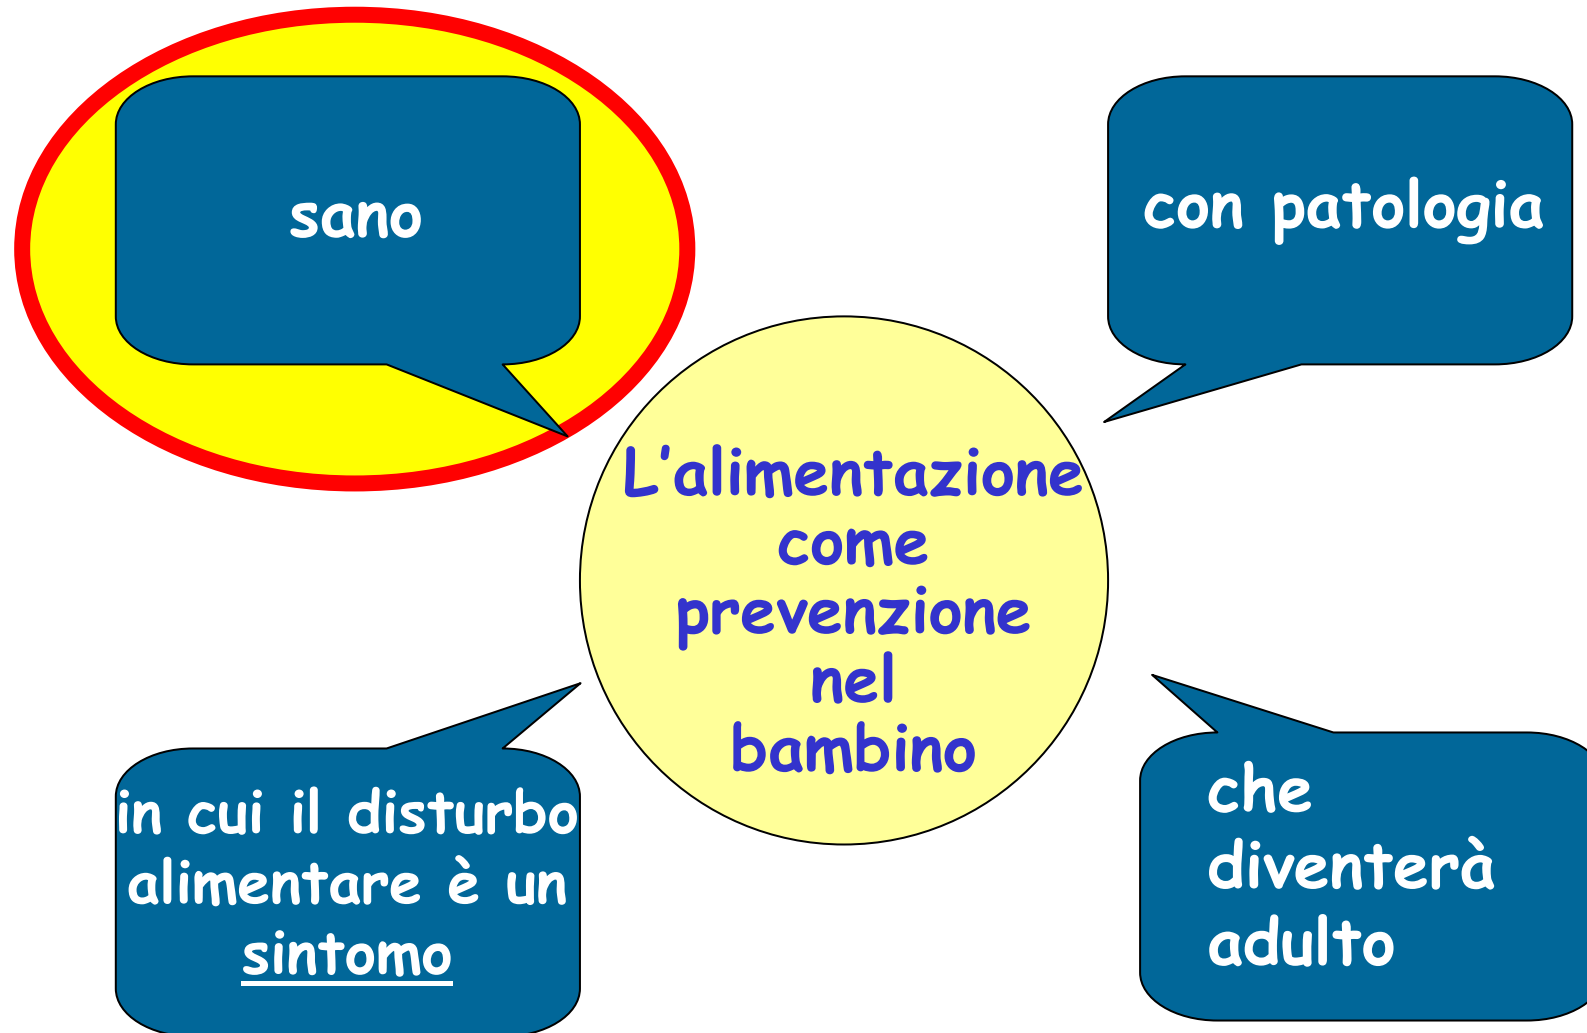 sano
con patologia
L'alimentazione
come
prevenzione
nel
bambino
in cui il disturbo
alimentare è un
sintomo
che
diventerà
adulto